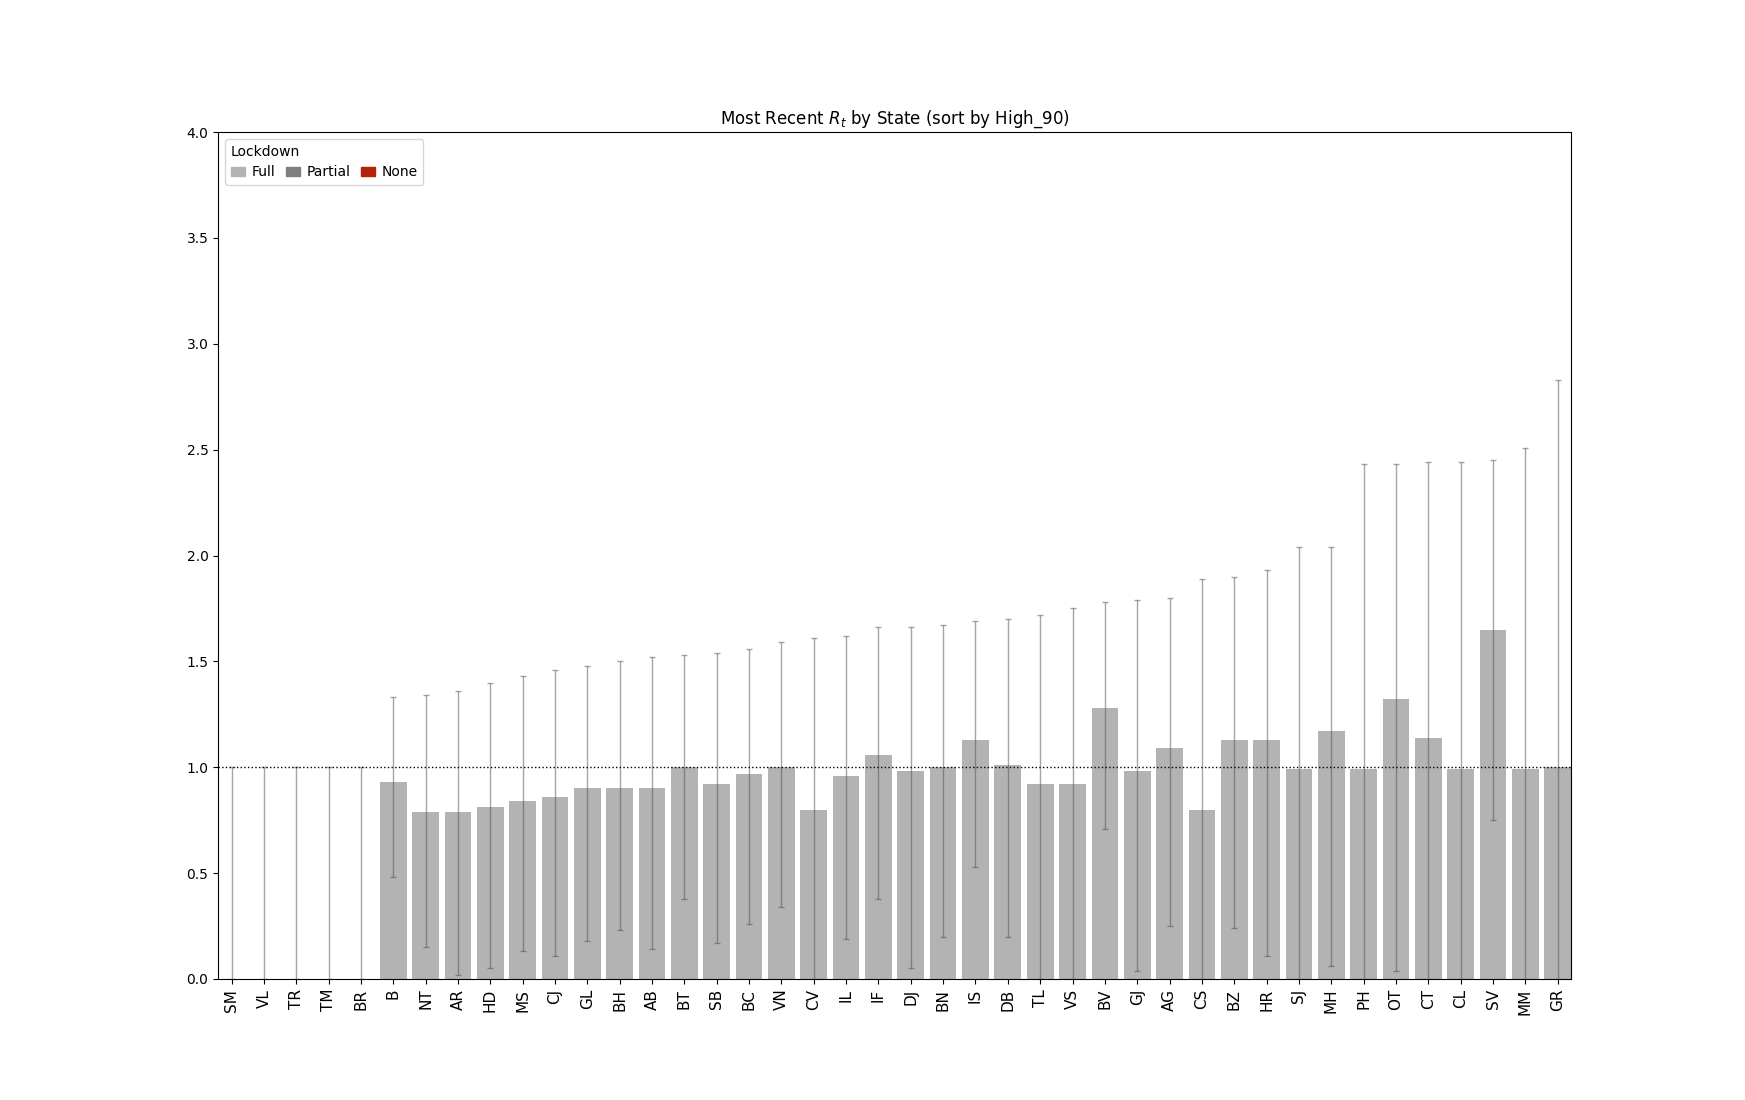 Most Recent Rt by State (sort by High_90)
Lockdown
Full Partial None
4.0
3.5
3.0
2.5
2.0
1.5
1.0
0.5
0.0
SM VL TR TM BR B NT AR HD MS CJ GL BH AB BT SB BC VN CV IL IF DJ BN IS DB TL VS BV GJ AG CS BZ HR SJ MH PH OT CT CL SV MM GR